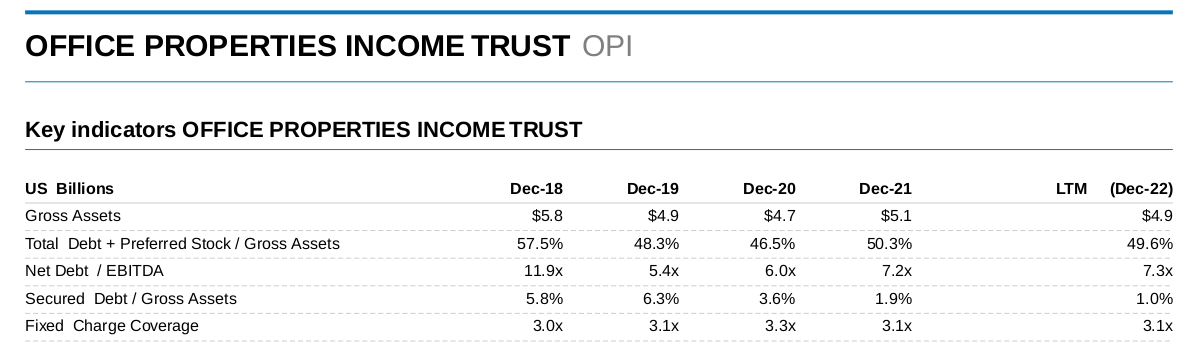 OFFICE PROPERTIES INCOME TRUST OPI
Key indicators OFFICE PROPERTIES INCOME TRUST
US Billions Dec-18 Dec-19 Dec-20 Dec-21 LTM (Dec-22)
Gross Assets $5.8 $4.9 $4.7 $5.1 $4.9
Total Debt + Preferred Stock / Gross Assets 57.5% 48.3% 46.5% 50.3% 49.6%
Net Debt / EBITDA 11.9x 5.4x 6.0x 7.2x 7.3x
Secured Debt / Gross Assets 5.8% 6.3% 3.6% 1.9% 1.0%
Fixed Charge Coverage 3.0x 3.1x 3.3x 3.1x 3.1x